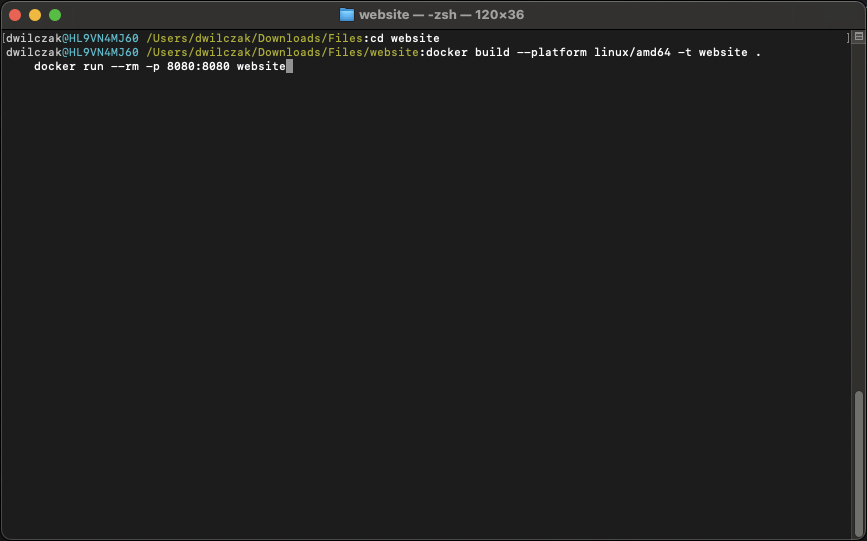 website — -zsh — 120×36
[dwilczak@HL9VN4MJ60 /Users/dwilczak/Downloads/Files:cd website ]
dwilczak@HL9VN4MJ60 /Users/dwilczak/Downloads/Files/website:docker build --platform linux/amd64 -t website .
docker run --rm -p 8080:8080 website